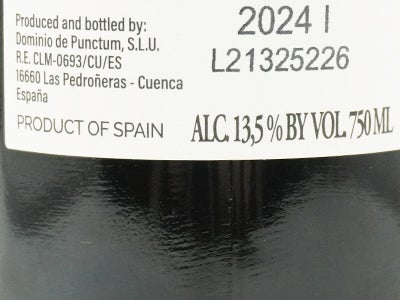 Produced and bottled by:
Dominio de Punctum, S.L.U.
R.E. CLM-0693/CU/ES
16660 Las Pedroñeras - Cuenca
España
2024 I
L21325226
PRODUCT OF SPAIN
ALC. 13,5 % BY VOL. 750 ML